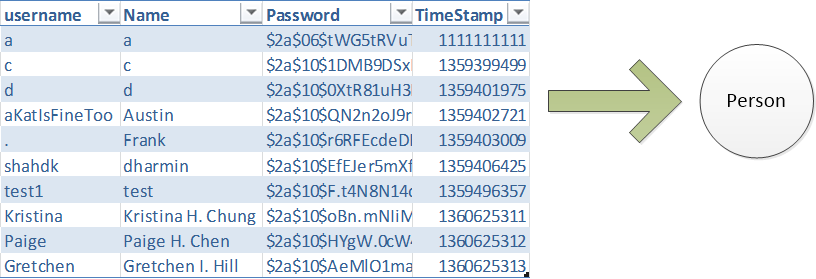 username Name Password TimeStamp
a a $2a$06$tWG5tRVu 1111111111
c c $2a$10$1DMB9DSx 1359399499
d d $2a$10$0XtR81uH3 1359401975
aKatIsFineToo Austin $2a$10$QN2n2oJ9r 1359402721
. Frank $2a$10$r6RFEcdeD 1359403009
shahdk dharmin $2a$10$EfEJer5mXf 1359406425
test1 test $2a$10$F.t4N8N14c 1359496357
Kristina Kristina H. Chung $2a$10$oBn.mNliM 1360625311
Paige Paige H. Chen $2a$10$HYgW.0cW4 1360625312
Gretchen Gretchen I. Hill $2a$10$AeMlO1ma 1360625313
Person